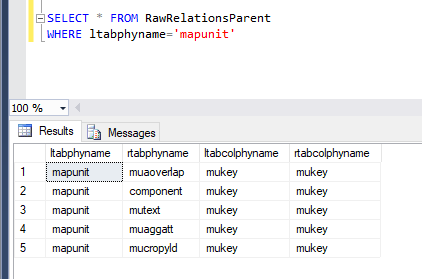 SELECT * FROM RawRelationsParent
WHERE ltabphyname='mapunit'
100 %
Results Messages
ltabphyname rtabphyname ltabcolphyname rtabcolphyname
1 mapunit muaoverlap mukey mukey
2 mapunit component mukey mukey
3 mapunit mutext mukey mukey
4 mapunit muaggatt mukey mukey
5 mapunit mucropyld mukey mukey